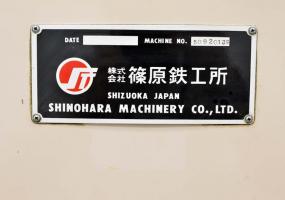 DATE MACHINE NO.
株式会社 篠原鉄工所
SHIZUOKA JAPAN
SHINOHARA MACHINERY CO., LTD.